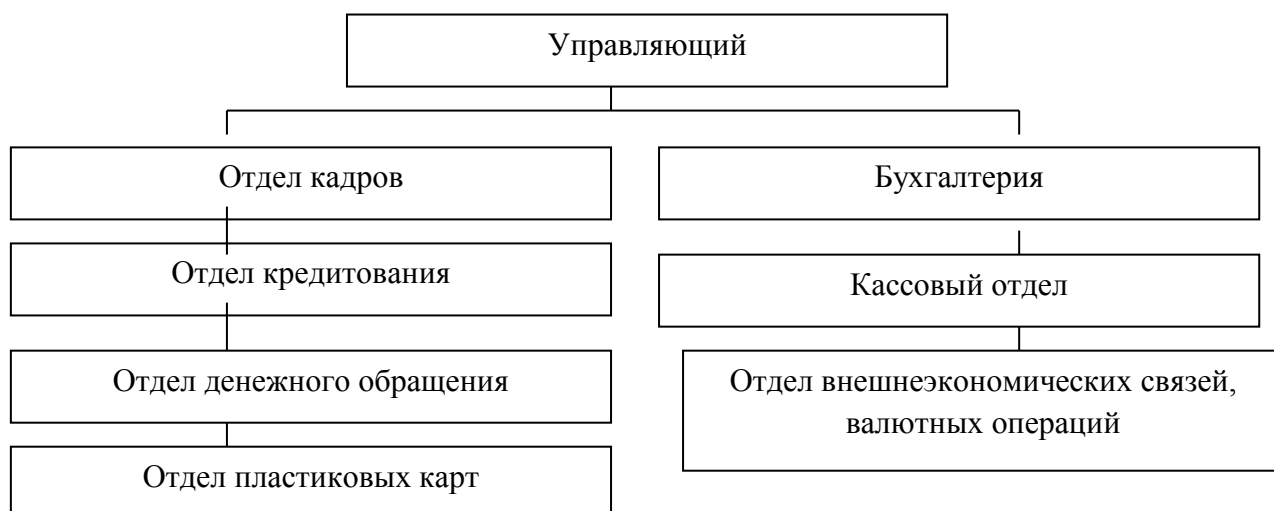 Управляющий
Отдел кадров
Бухгалтерия
Отдел кредитования
Кассовый отдел
Отдел денежного обращения
Отдел внешнеэкономических связей,
валютных операций
Отдел пластиковых карт